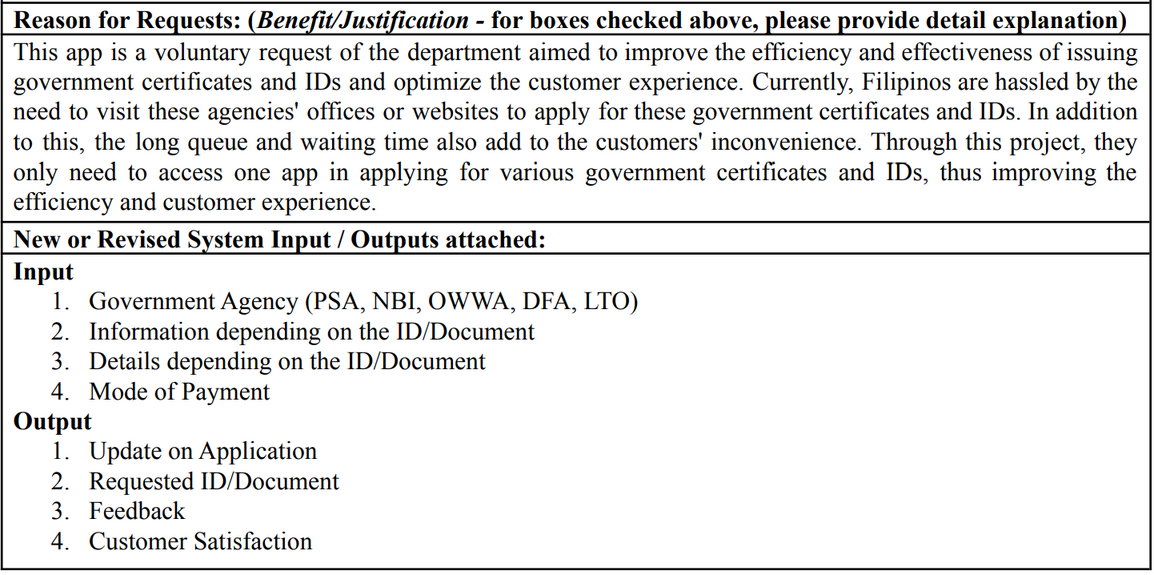 Reason for Requests: (Benefit/Justification - for boxes checked above, please provide detail explanation)
This app is a voluntary request of the department aimed to improve the efficiency and effectiveness of issuing
government certificates and IDs and optimize the customer experience. Currently, Filipinos are hassled by the
need to visit these agencies' offices or websites to apply for these government certificates and IDs. In addition
to this, the long queue and waiting time also add to the customers' inconvenience. Through this project, they
only need to access one app in applying for various government certificates and IDs, thus improving the
efficiency and customer experience.
New or Revised System Input / Outputs attached:
Input
1. Government Agency (PSA, NBI, OWWA, DFA, LTO)
2. Information depending on the ID/Document
3. Details depending on the ID/Document
4. Mode of Payment
Output
1. Update on Application
2. Requested ID/Document
3. Feedback
4. Customer Satisfaction